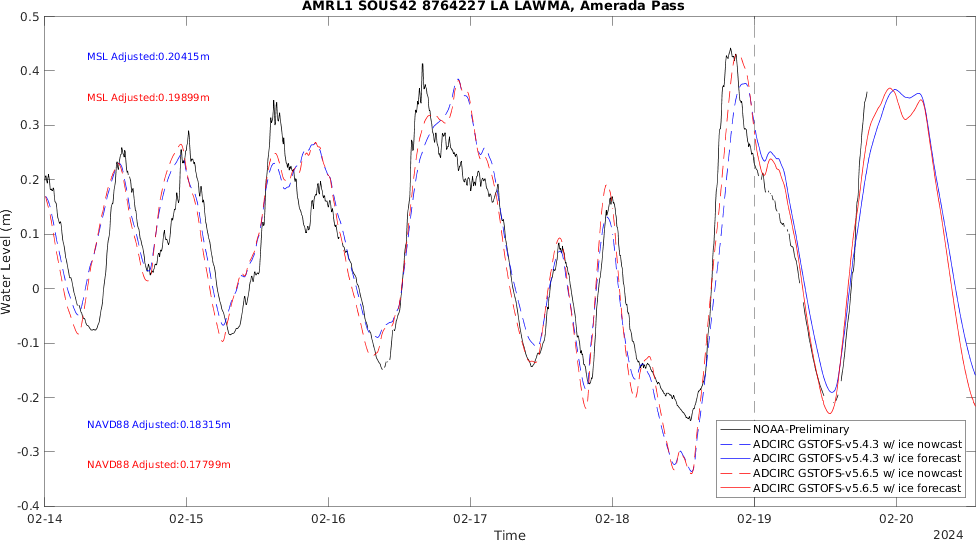 AMRL1 SOUS42 8764227 LA LAWMA, Amerada Pass
0.5
0.4
0.3
0.2
0.1
0
-0.1
-0.2
-0.3
-0.4
Water Level (m)
MSL Adjusted:0.20415m
MSL Adjusted:0.19899m
NAVD88 Adjusted:0.18315m
NAVD88 Adjusted:0.17799m
NOAA-Preliminary
ADCIRC GSTOFS-v5.4.3 w/ ice nowcast
ADCIRC GSTOFS-v5.4.3 w/ ice forecast
ADCIRC GSTOFS-v5.6.5 w/ ice nowcast
ADCIRC GSTOFS-v5.6.5 w/ ice forecast
02-14 02-15 02-16 02-17 02-18 02-19 02-20
Time
2024